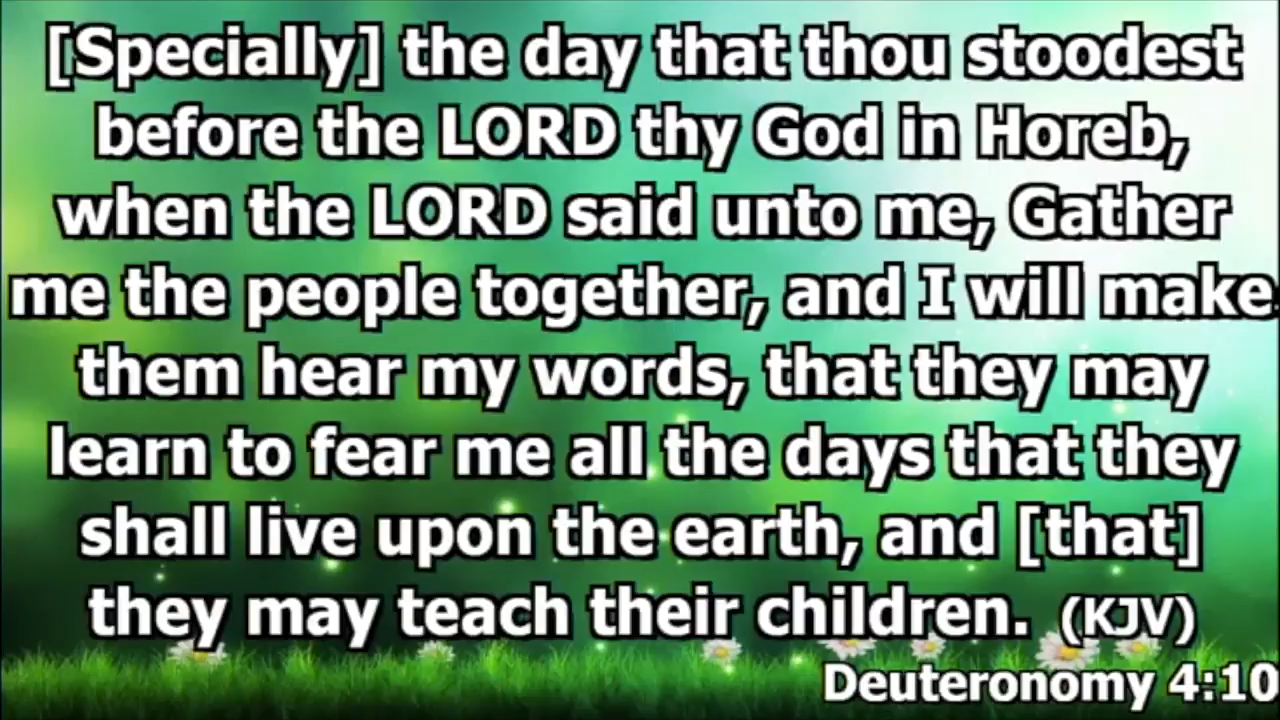 [Specially] the day that thou stoodest
before the LORD thy God in Horeb,
when the LORD said unto me, Gather
me the people together, and I will make
them hear my words, that they may
learn to fear me all the days that they
shall live upon the earth, and [that]
they may teach their children. (KJV)
Deuteronomy 4:10